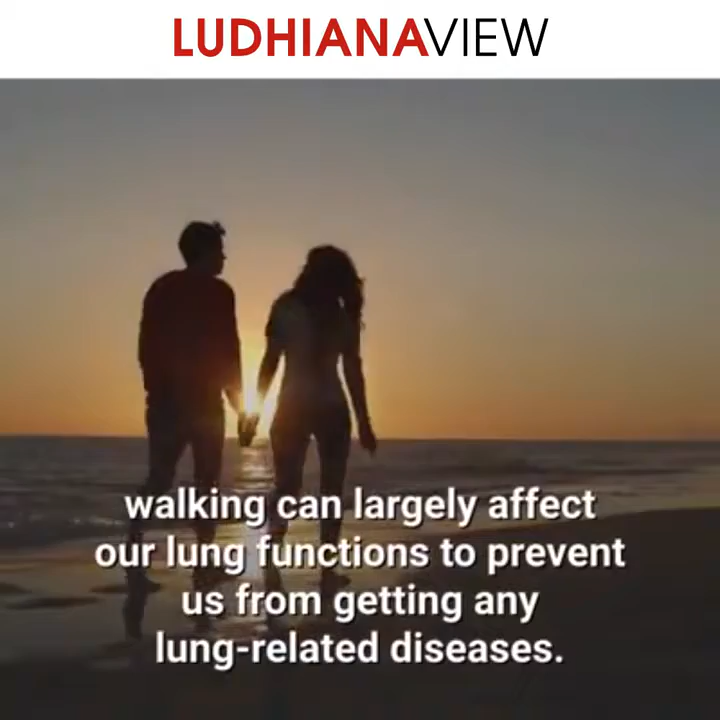 LUDHIANAVIEW
walking can largely affect
our lung functions to prevent
us from getting any
lung-related diseases.